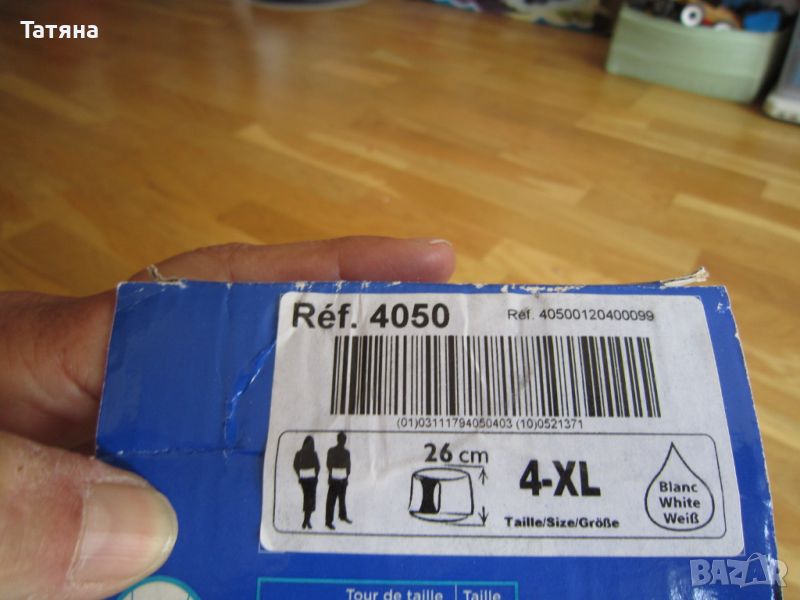 Татяна
Réf. 4050
Réf. 40500120400099
(01)03111794050403 (10)0521371
26 cm
4-XL
Taille/Size/Größe
Blanc
White
Weiß
Tour de taille
Taille
BAZAR